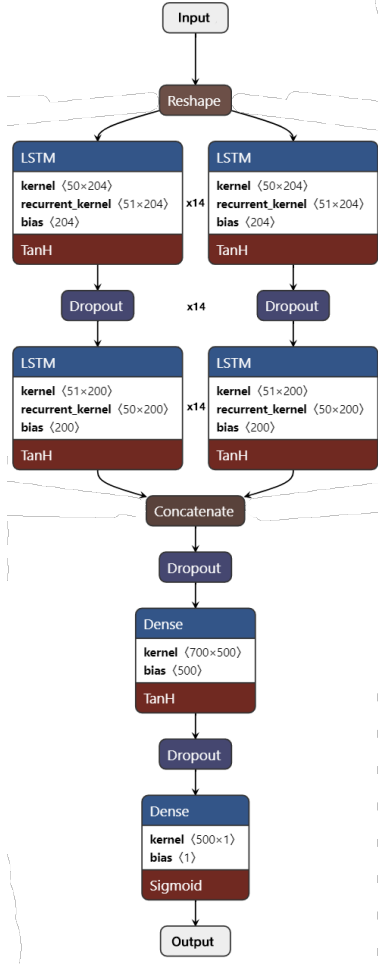 Input
Reshape
LSTM
kernel ⟨50×204⟩
recurrent_kernel ⟨51×204⟩
bias ⟨204⟩
TanH
x14
LSTM
kernel ⟨50×204⟩
recurrent_kernel ⟨51×204⟩
bias ⟨204⟩
TanH
Dropout
x14
Dropout
LSTM
kernel ⟨51×200⟩
recurrent_kernel ⟨50×200⟩
bias ⟨200⟩
TanH
x14
LSTM
kernel ⟨51×200⟩
recurrent_kernel ⟨50×200⟩
bias ⟨200⟩
TanH
Concatenate
Dropout
Dense
kernel ⟨700×500⟩
bias ⟨500⟩
TanH
Dropout
Dense
kernel ⟨500×1⟩
bias ⟨1⟩
Sigmoid
Output